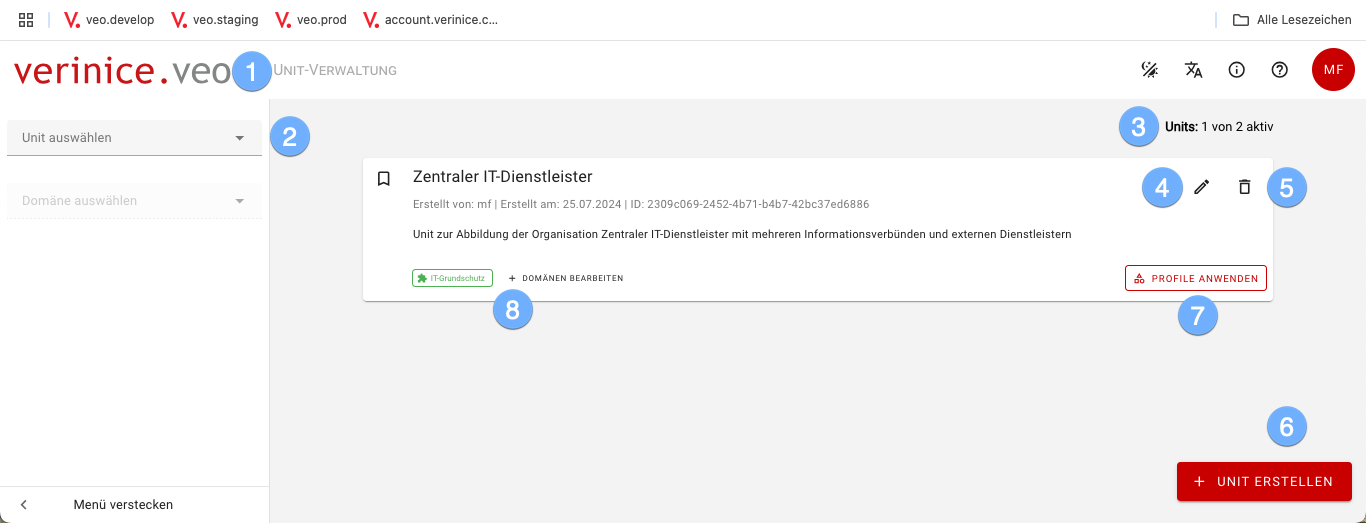 veo.develop veo.staging veo.prod account.verinice.c... Alle Lesezeichen
verinice.veo 1 Unit-Verwaltung MF
Unit auswählen 2
3 Units: 1 von 2 aktiv
Domäne auswählen
Zentraler IT-Dienstleister 4 5
Erstellt von: mf | Erstellt am: 25.07.2024 | ID: 2309c069-2452-4b71-b4b7-42bc37ed6886
Unit zur Abbildung der Organisation Zentraler IT-Dienstleister mit mehreren Informationsverbünden und externen Dienstleistern
IT-Grundschutz + DOMÄNEN BEARBEITEN PROFILE ANWENDEN
8 7
6
+ UNIT ERSTELLEN
Menü verstecken